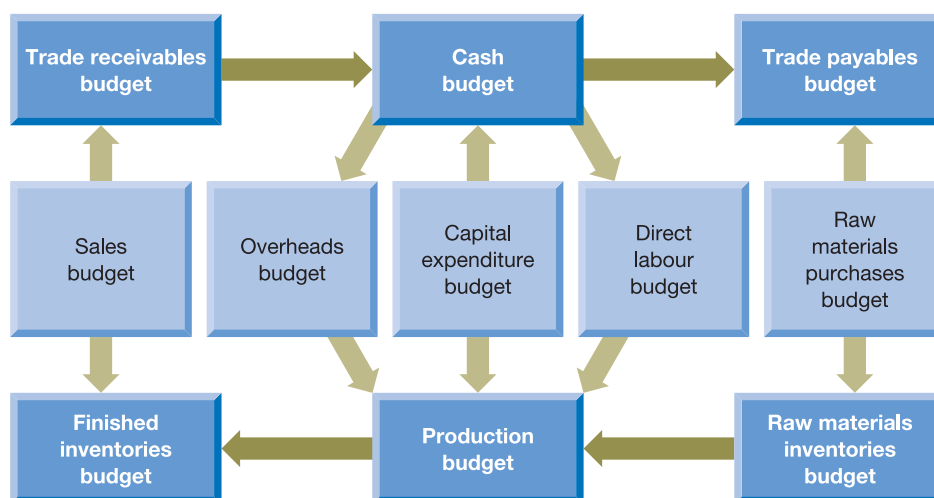 Trade receivables
budget
Cash
budget
Trade payables
budget
Sales
budget
Overheads
budget
Capital
expenditure
budget
Direct
labour
budget
Raw
materials
purchases
budget
Finished
inventories
budget
Production
budget
Raw materials
inventories
budget